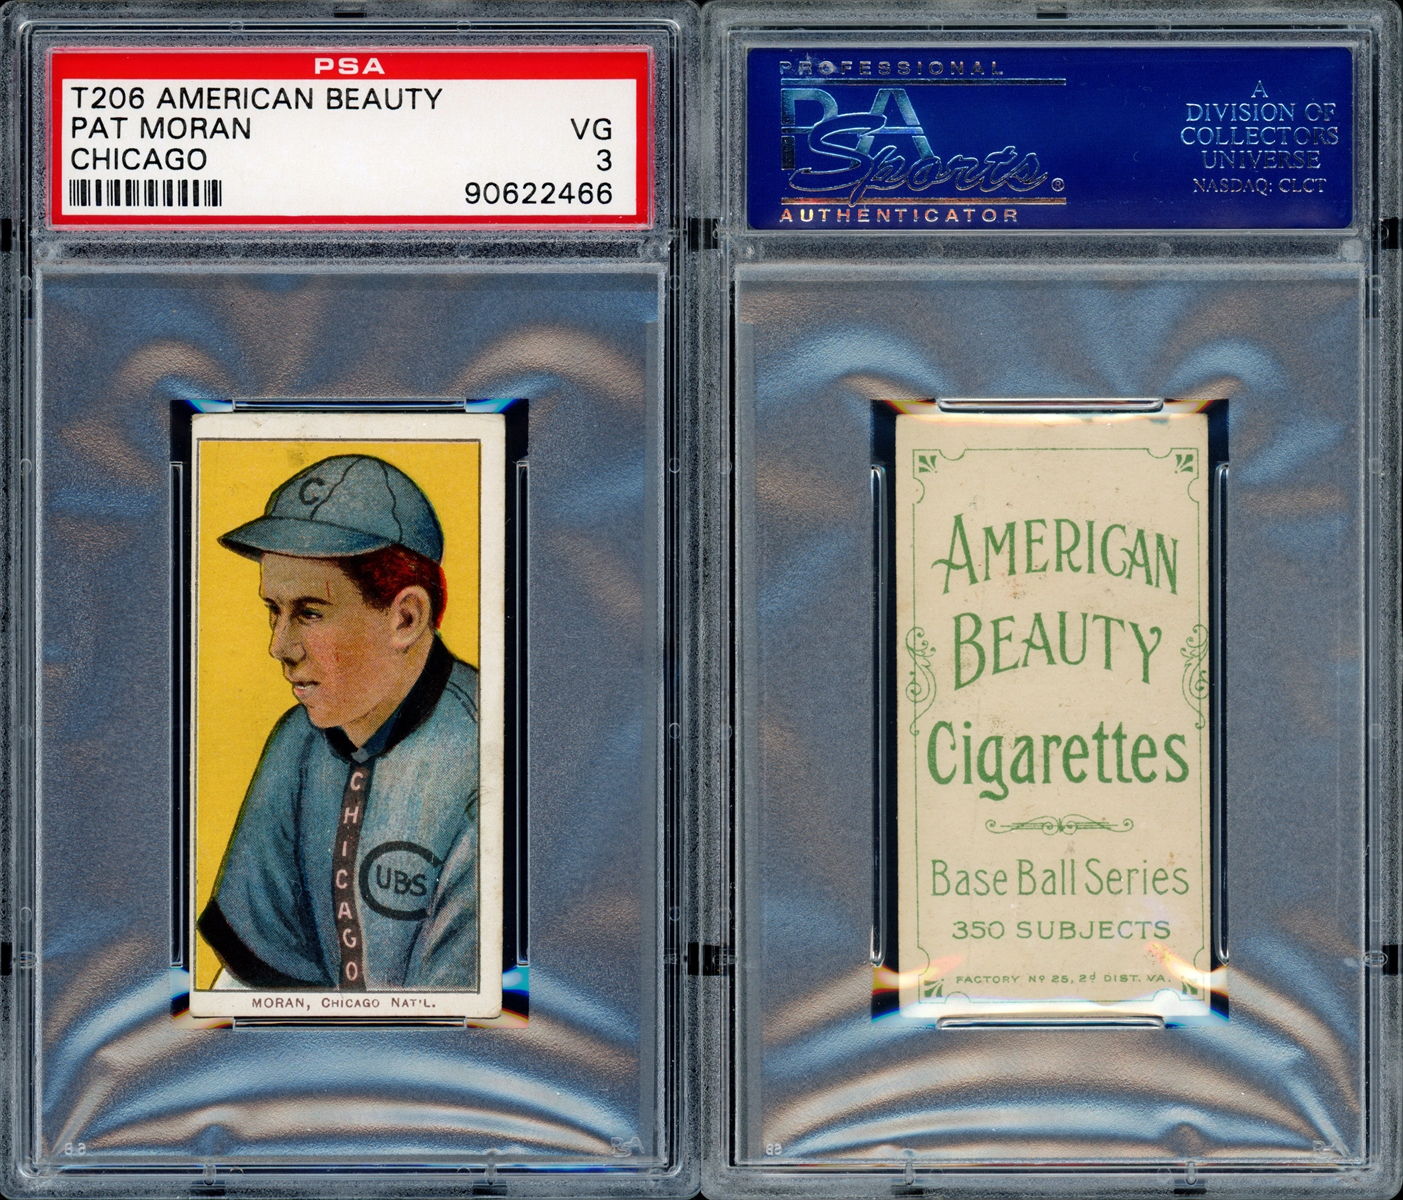 PSA
T206 AMERICAN BEAUTY
PAT MORAN VG
CHICAGO 3
90622466
C
CHICAGO
CUBS
MORAN, CHICAGO NAT'L.
PROFESSIONAL
PSA
Sports®
AUTHENTICATOR
A
DIVISION OF
COLLECTORS
UNIVERSE
NASDAQ: CLCT
AMERICAN
BEAUTY
Cigarettes
Base Ball Series
350 SUBJECTS
FACTORY Nº 25, 2d DIST. VA.